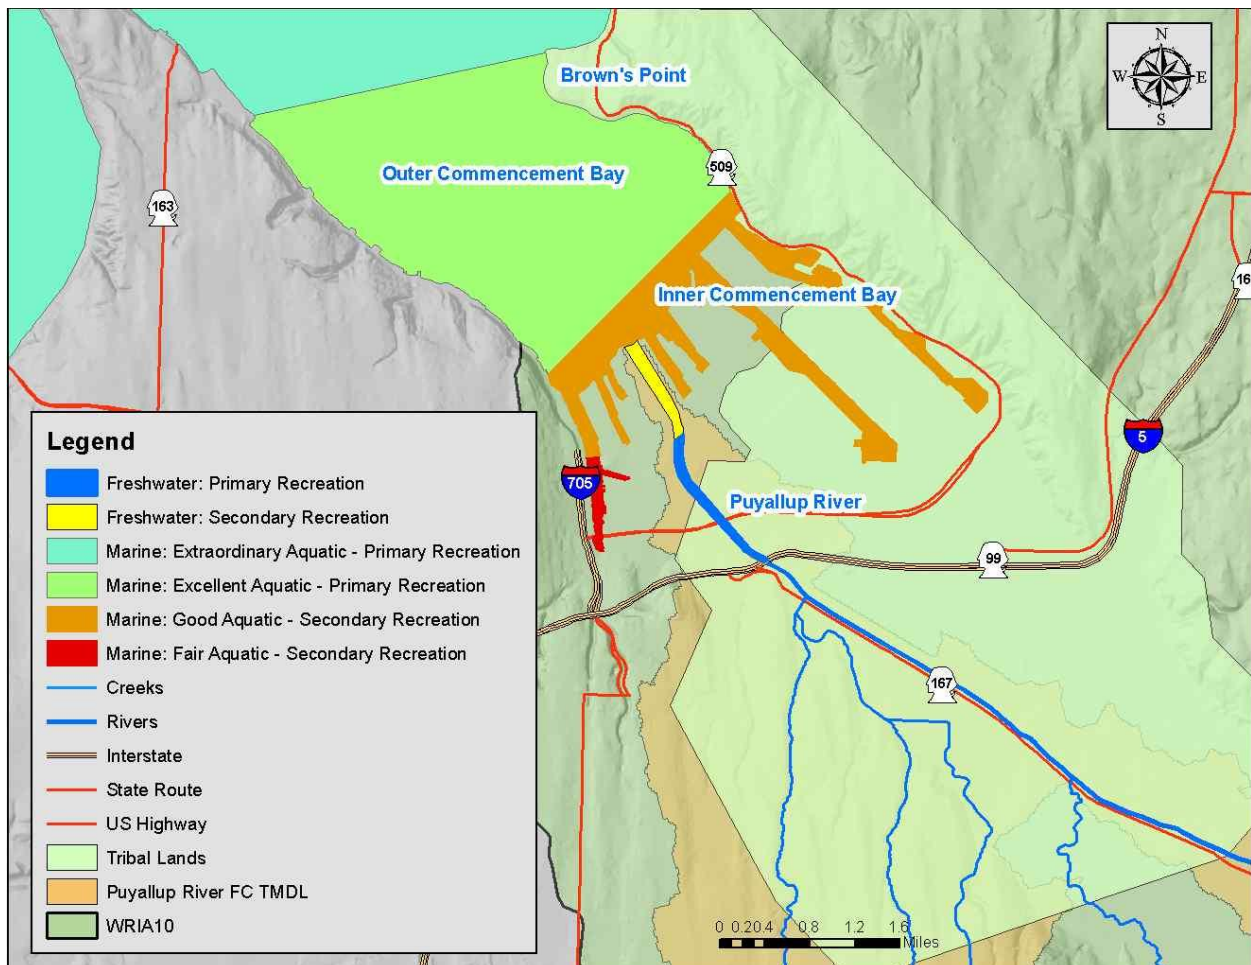 N
W E
S
Brown's Point
Outer Commencement Bay
509
163
16
Inner Commencement Bay
5
705
Puyallup River
99
167
Legend
Freshwater: Primary Recreation
Freshwater: Secondary Recreation
Marine: Extraordinary Aquatic - Primary Recreation
Marine: Excellent Aquatic - Primary Recreation
Marine: Good Aquatic - Secondary Recreation
Marine: Fair Aquatic - Secondary Recreation
Creeks
Rivers
Interstate
State Route
US Highway
Tribal Lands
Puyallup River FC TMDL
WRIA10
0 0.2 0.4 0.8 1.2 1.6
Miles